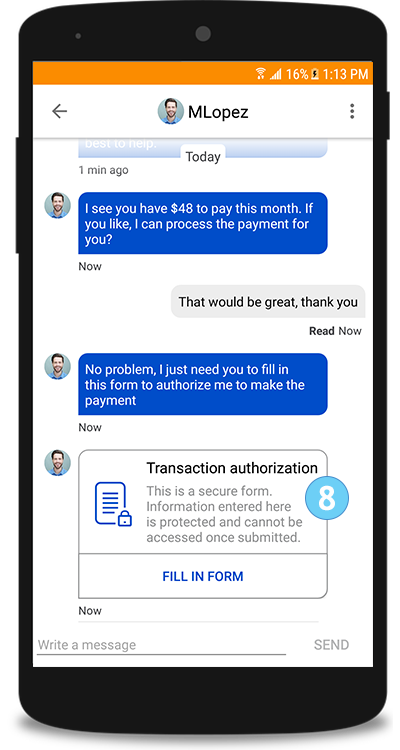 16% 1:13 PM
MLopez
best to help.
Today
1 min ago
I see you have $48 to pay this month. If
you like, I can process the payment for
you?
Now
That would be great, thank you
Read Now
No problem, I just need you to fill in
this form to authorize me to make the
payment
Now
Transaction authorization
This is a secure form.
Information entered here
is protected and cannot be
accessed once submitted.
8
FILL IN FORM
Now
Write a message SEND